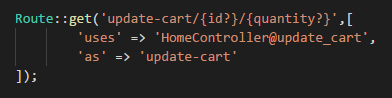 Route::get('update-cart/{id?}/{quantity?}',[
'uses' => 'HomeController@update_cart',
'as' => 'update-cart'
]);